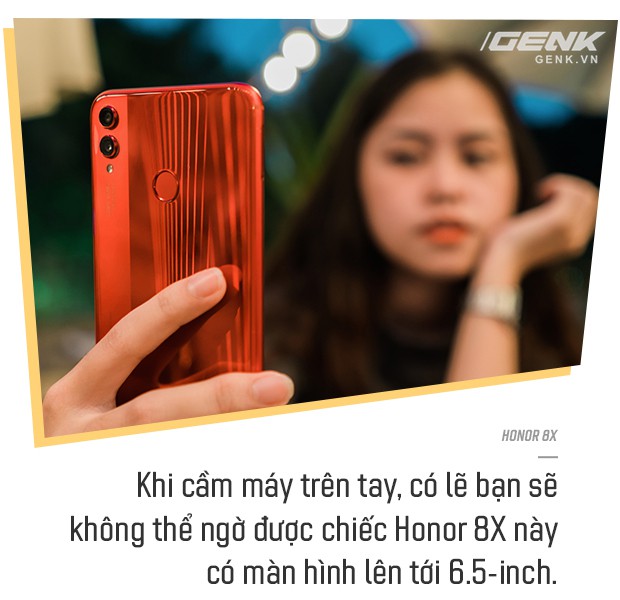 GENK
GENK.VN
HONOR 8X
Khi cầm máy trên tay, có lẽ bạn sẽ
không thể ngờ được chiếc Honor 8X này
có màn hình lên tới 6.5-inch.